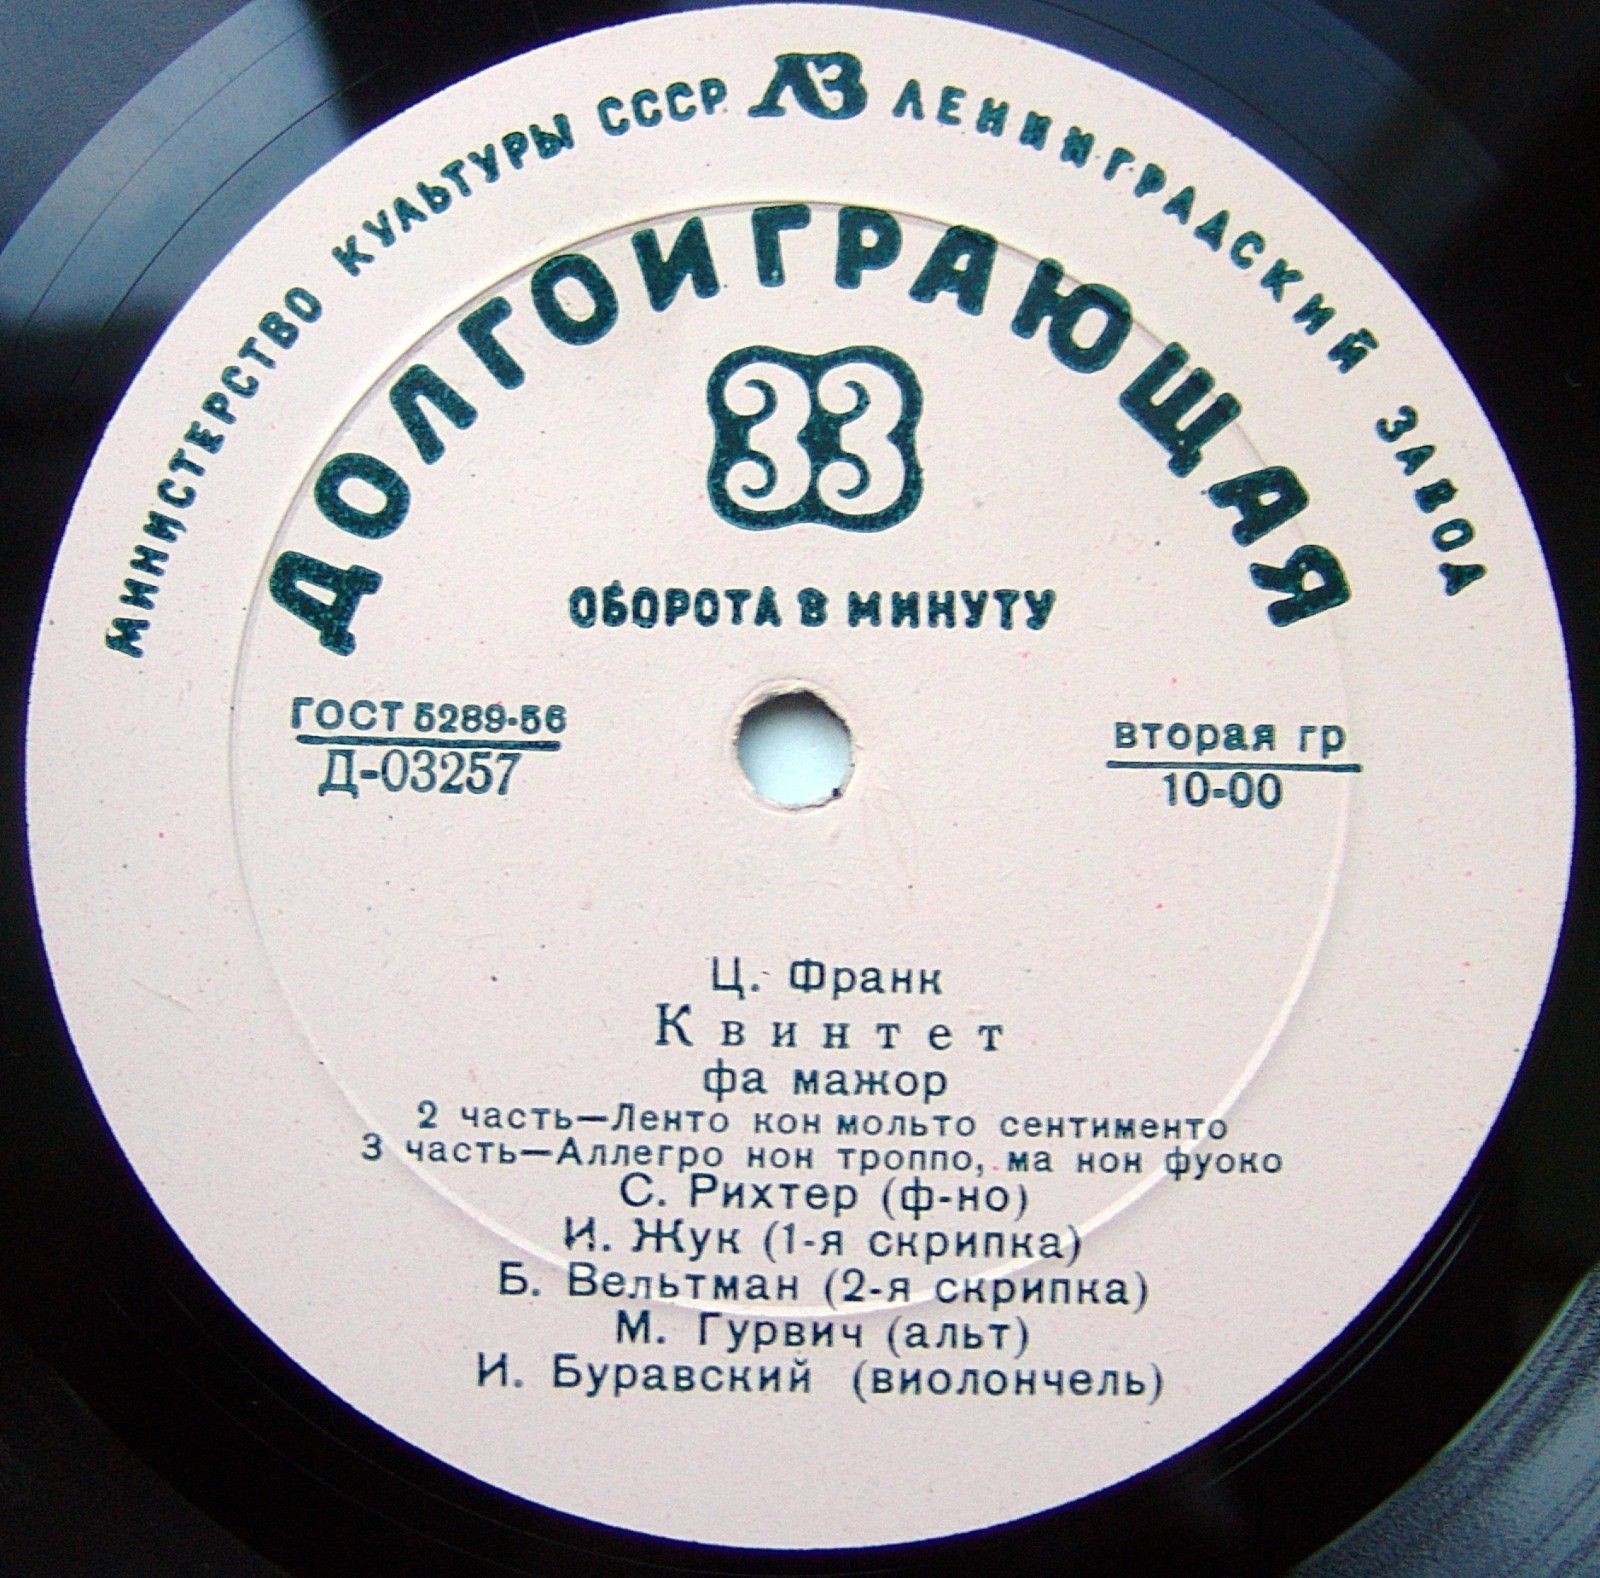 МИНИСТЕРСТВО КУЛЬТУРЫ СССР ЛЗ ЛЕНИНГРАДСКИЙ ЗАВОД
ДОЛГОИГРАЮЩАЯ
33
ОБОРОТА В МИНУТУ
ГОСТ 5289-56
Д-03257
вторая гр
10-00
Ц. Франк
Квинтет
фа мажор
2 часть—Ленто кон мольто сентименто
3 часть—Аллегро нон троппо, ма нон фуоко
С. Рихтер (ф-но)
И. Жук (1-я скрипка)
Б. Вельтман (2-я скрипка)
М. Гурвич (альт)
И. Буравский (виолончель)